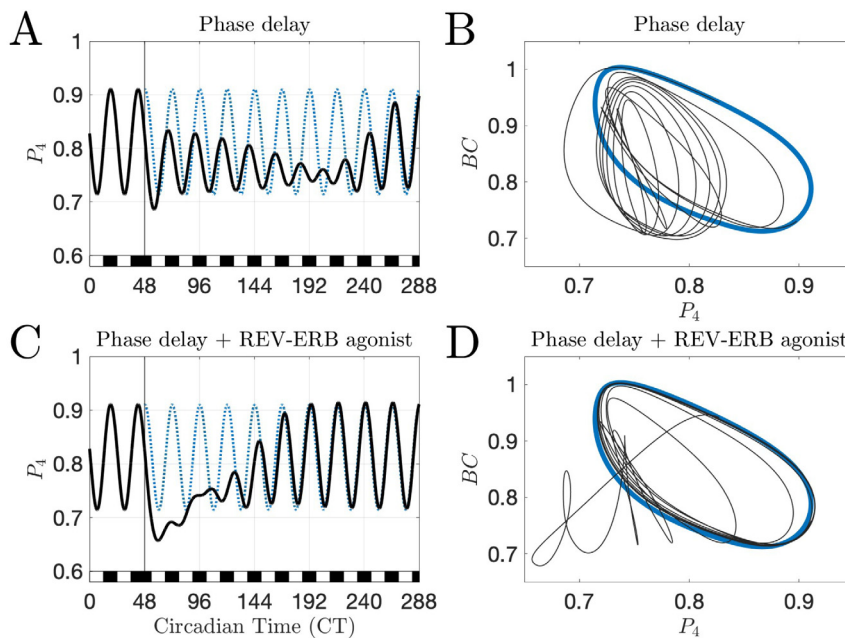 A
Phase delay
1
0.9
0.8
0.7
0.6
P4
0 48 96 144 192 240 288
B
Phase delay
1
0.9
0.8
0.7
BC
0.7 0.8 0.9
P4
C
Phase delay + REV-ERB agonist
1
0.9
0.8
0.7
0.6
P4
0 48 96 144 192 240 288
Circadian Time (CT)
D
Phase delay + REV-ERB agonist
1
0.9
0.8
0.7
BC
0.7 0.8 0.9
P4